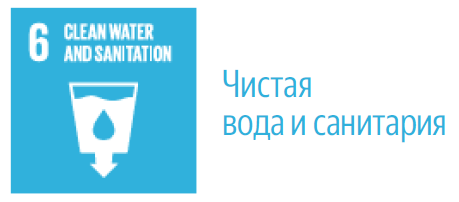 6 CLEAN WATER
AND SANITATION
Чистая
вода и санитария